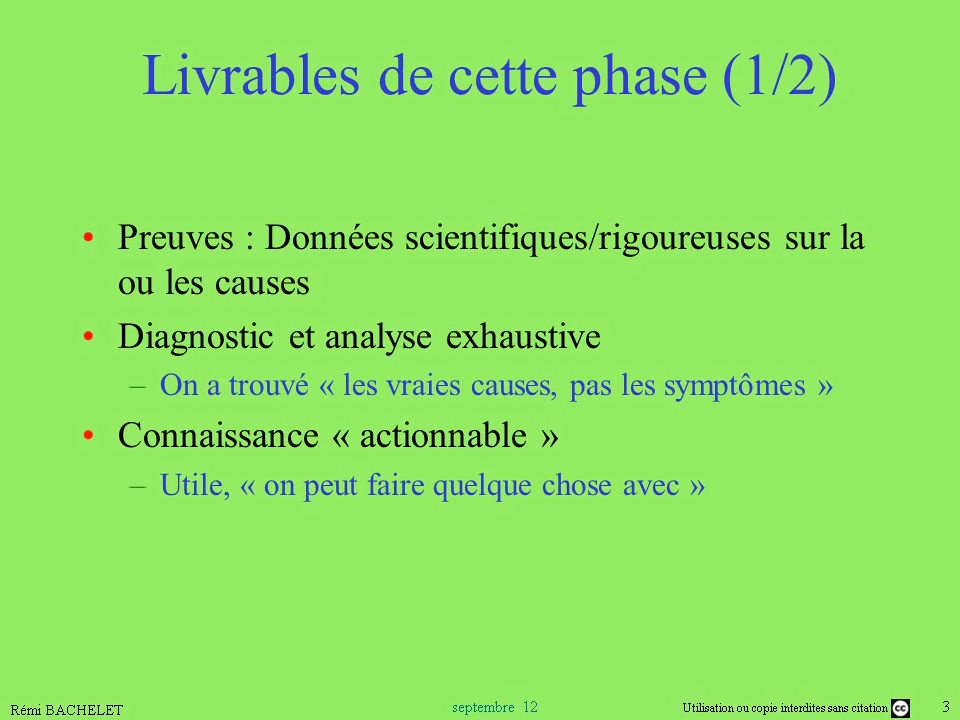 Livrables de cette phase (1/2)
• Preuves : Données scientifiques/rigoureuses sur la
ou les causes
• Diagnostic et analyse exhaustive
– On a trouvé « les vraies causes, pas les symptômes »
• Connaissance « actionnable »
– Utile, « on peut faire quelque chose avec »
Rémi BACHELET
septembre 12
Utilisation ou copie interdites sans citation cc
3